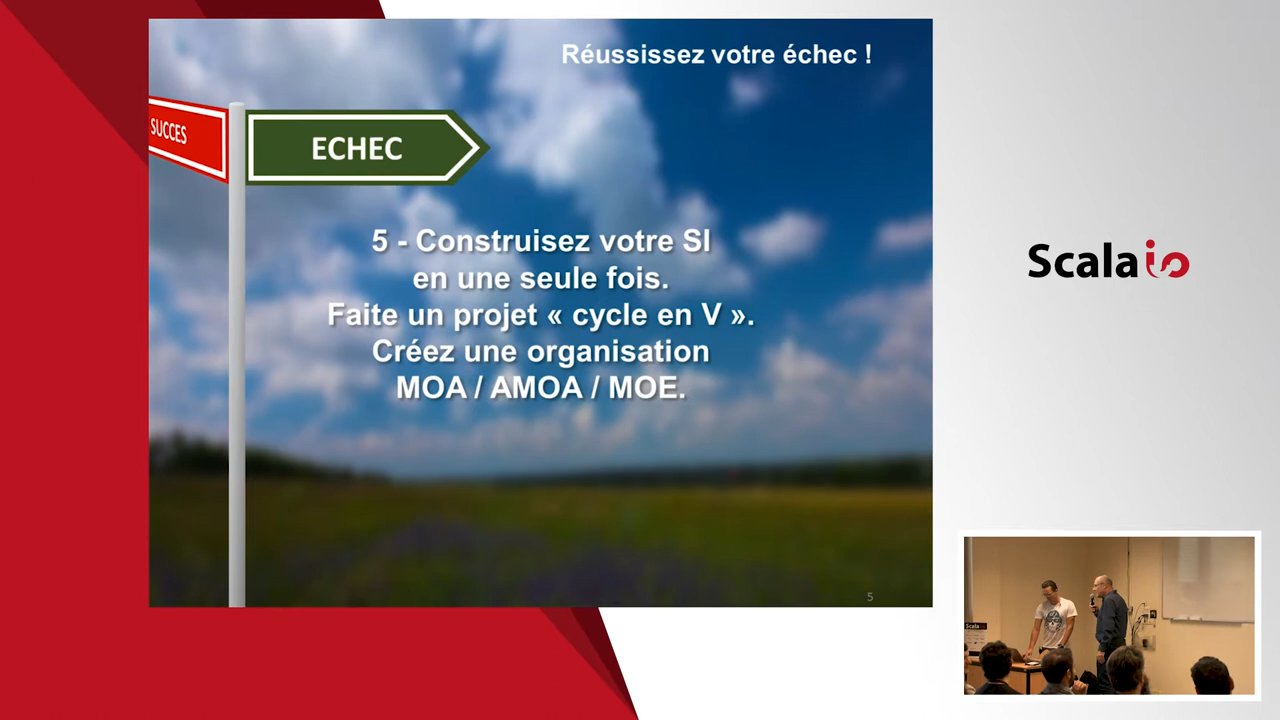 Réussissez votre échec !
SUCCES
ECHEC
5 - Construisez votre SI
en une seule fois.
Faite un projet « cycle en V ».
Créez une organisation
MOA / AMOA / MOE.
5
Scala io
Scala